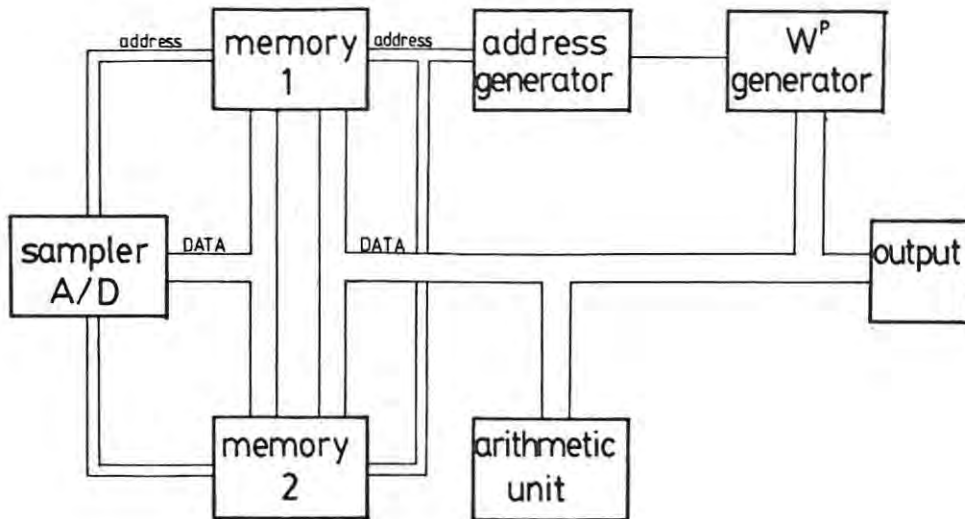 address
memory
1
address
address
generator
W^P
generator
sampler
A/D
DATA
DATA
output
memory
2
arithmetic
unit